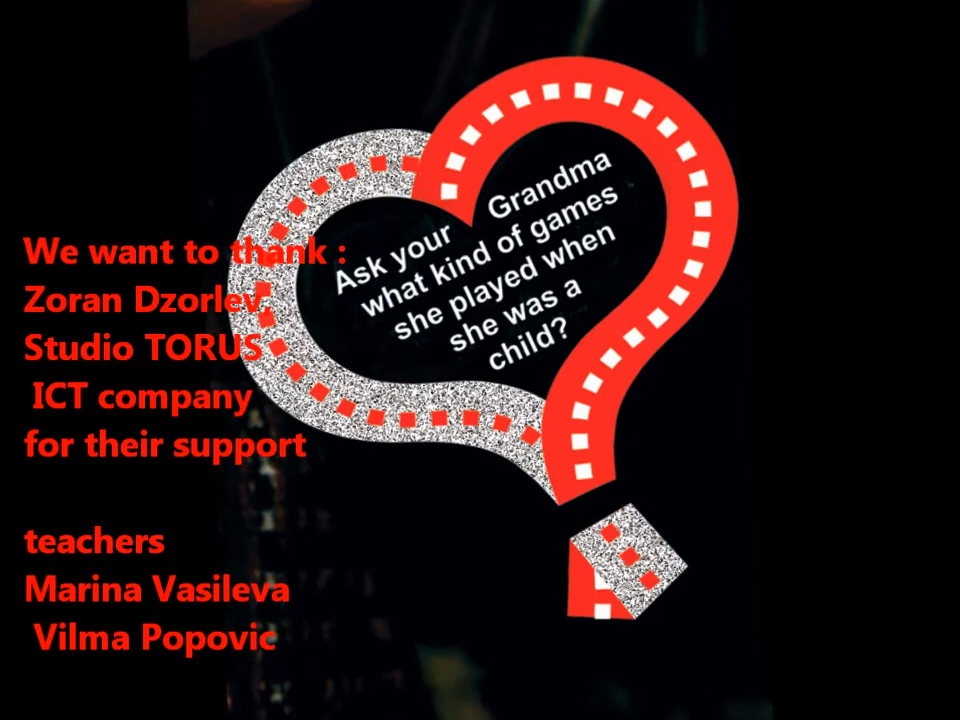 We want to thank :
Zoran Dzorlev,
Studio TORUS
ICT company
for their support
teachers
Marina Vasileva
Vilma Popovic
Ask your Grandma
what kind of games
she played when
she was a
child?